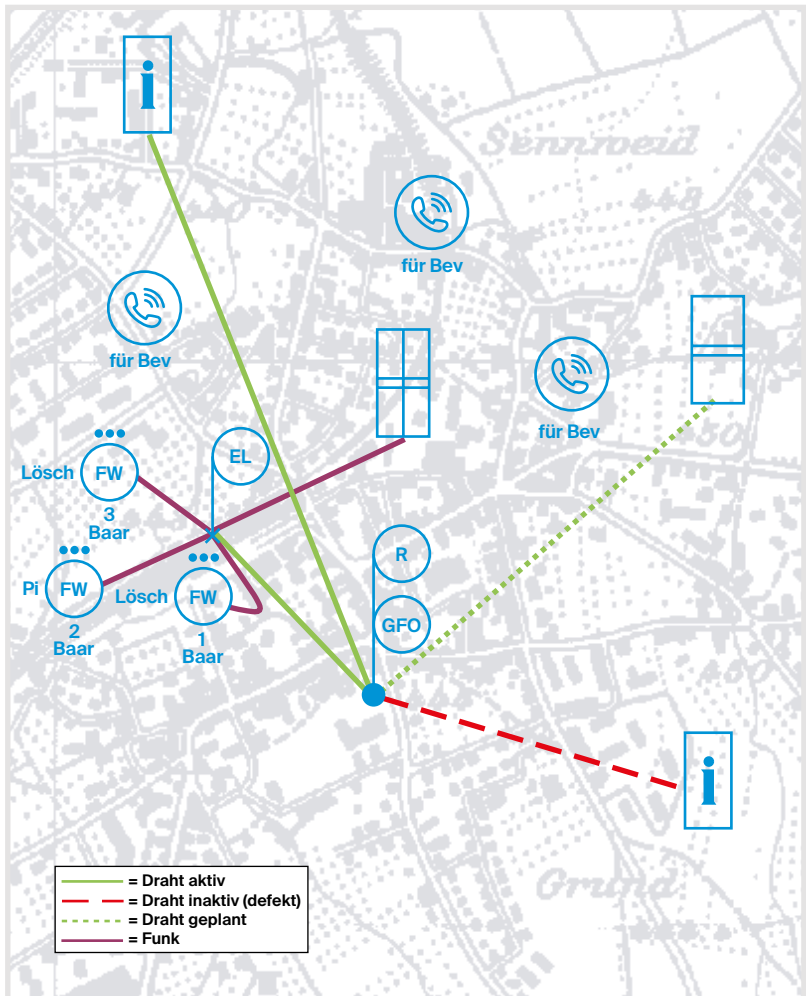 i
Sennweid
für Bev
für Bev
für Bev
EL
Lösch
FW
3
Baar
R
Pi
FW
2
Baar
Lösch
FW
1
Baar
GFO
i
Grund
= Draht aktiv
= Draht inaktiv (defekt)
= Draht geplant
= Funk